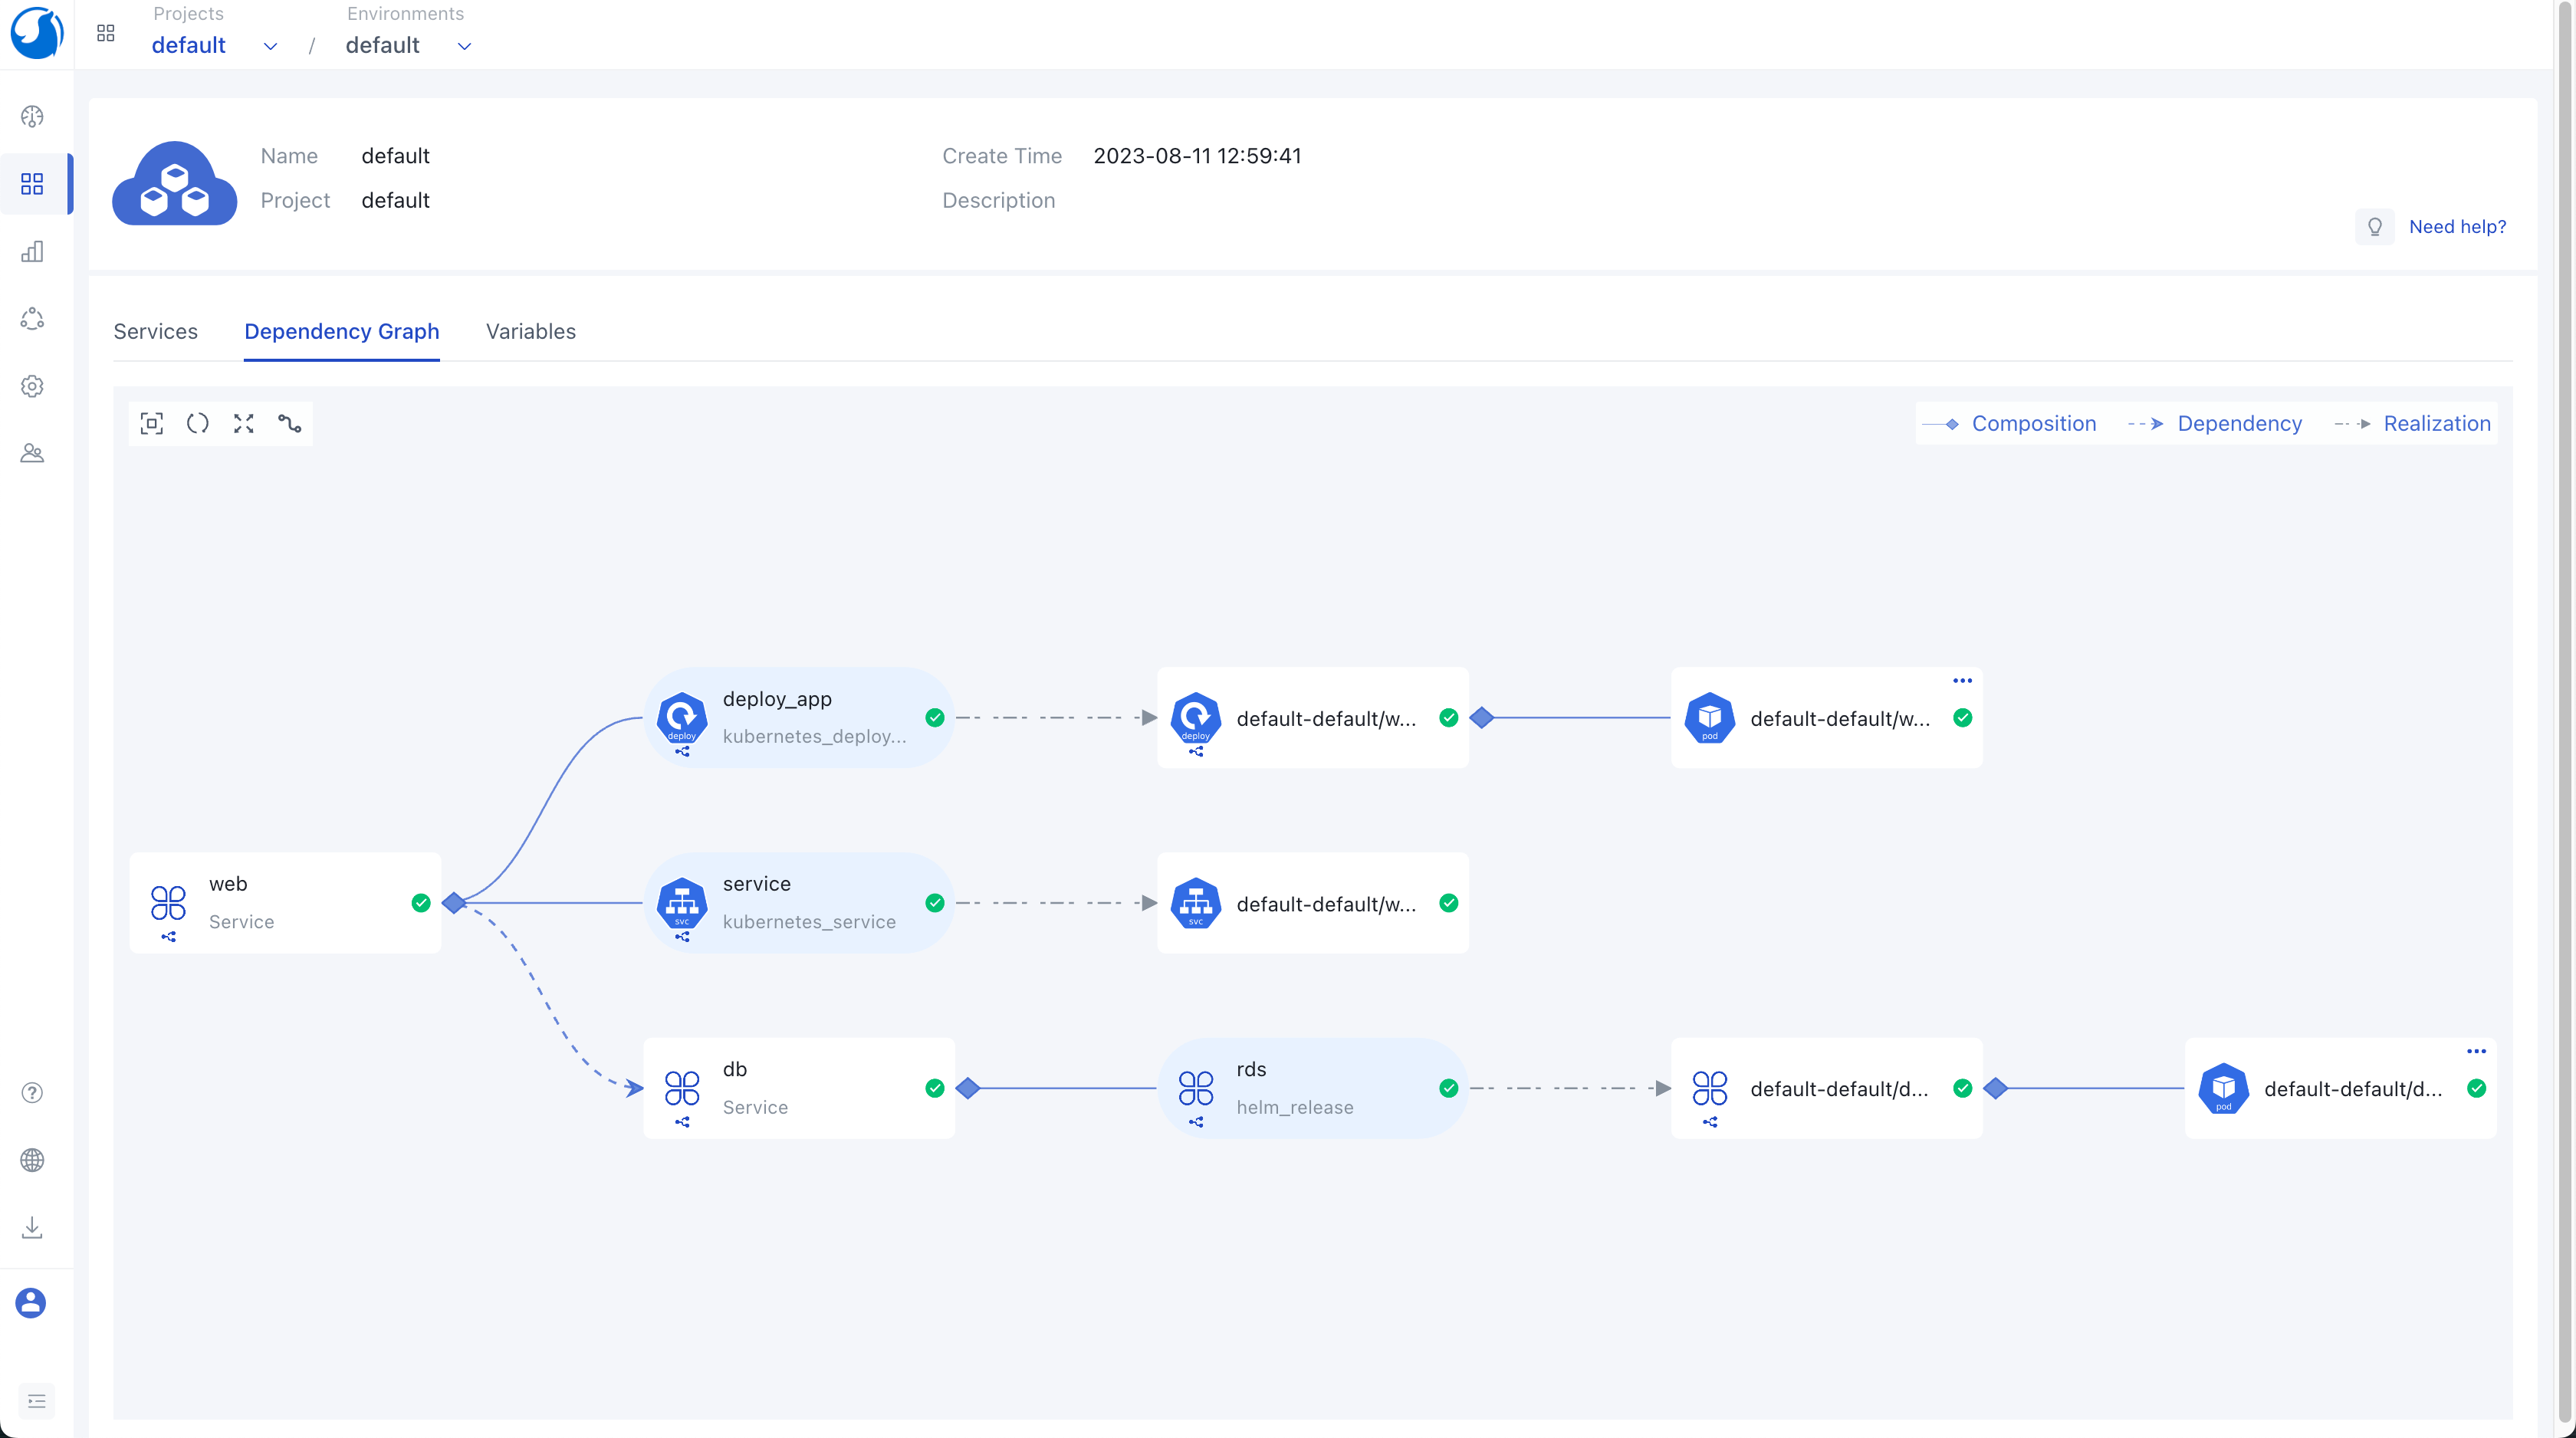 Projects
Environments
default
/
default
Name
default
Create Time
2023-08-11 12:59:41
Project
default
Description
Need help?
Services
Dependency Graph
Variables
Composition
Dependency
Realization
deploy_app
kubernetes_deploy...
deploy
default-default/w...
deploy
default-default/w...
pod
web
Service
service
kubernetes_service
svc
default-default/w...
svc
db
Service
rds
helm_release
default-default/d...
default-default/d...
pod